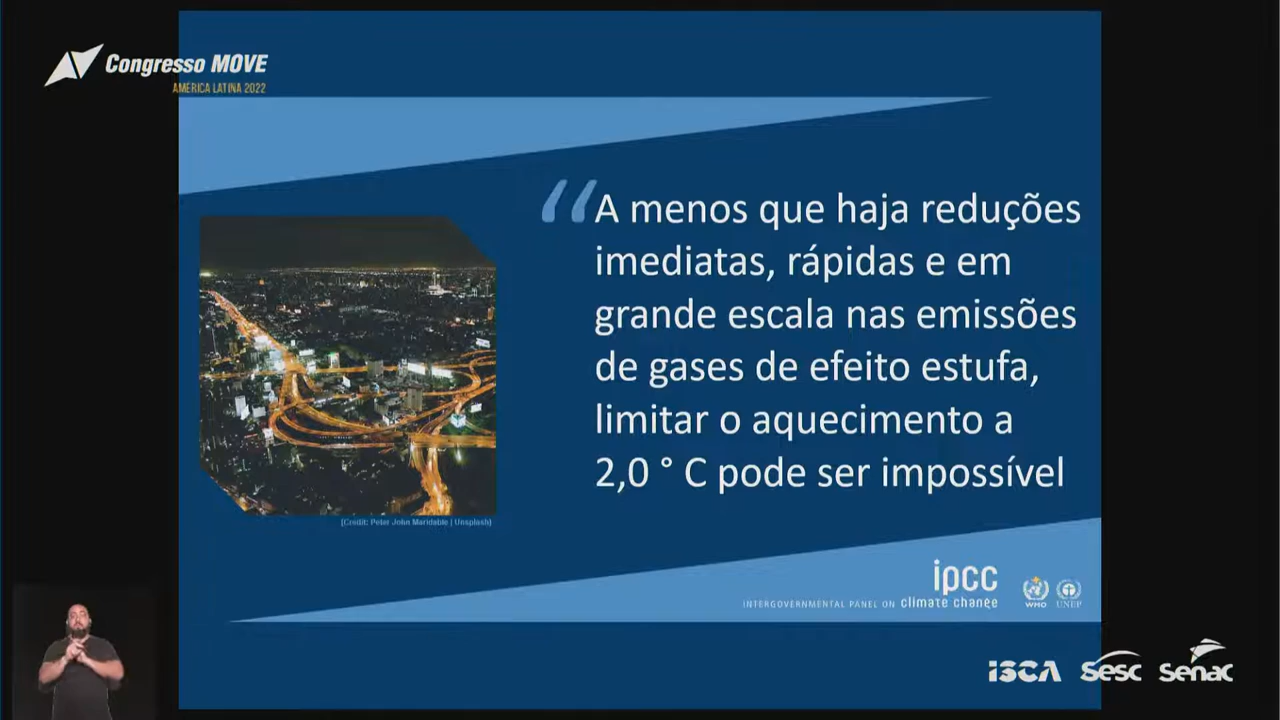 Congresso MOVE
AMÉRICA LATINA 2022
“A menos que haja reduções
imediatas, rápidas e em
grande escala nas emissões
de gases de efeito estufa,
limitar o aquecimento a
2,0 ° C pode ser impossível
[Credit: Peter John Maridable | Unsplash]
ipcc
INTERGOVERNMENTAL PANEL ON climate change
WMO
UNEP
ISCA
Sesc
Senac